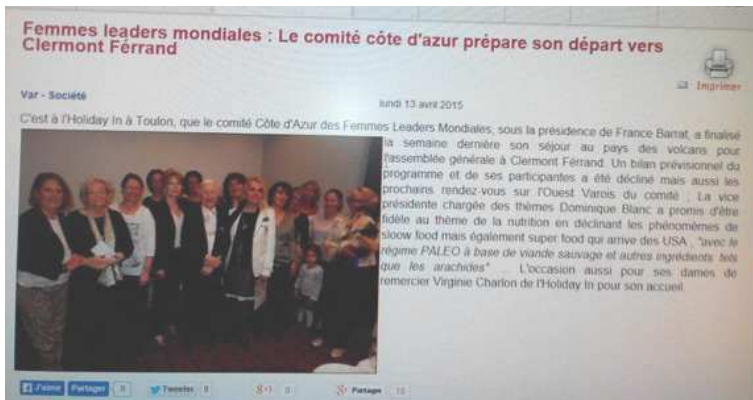 Femmes leaders mondiales : Le comité côte d'azur prépare son départ vers
Clermont Férrand
Imprimer
Var - Société
lundi 13 avril 2015
C'est à l'Holiday In à Toulon, que le comité Côte d'Azur des Femmes Leaders Mondiales, sous la présidence de France Barrat, a finalisé
la semaine dernière son séjour au pays des volcans pour
l'assemblée générale à Clermont Férrand. Un bilan prévisionnel du
programme et de ses participantes a été décliné mais aussi les
prochains rendez-vous sur l'Ouest Varois du comité ; La vice
présidente chargée des thèmes Dominique Blanc a promis d'être
fidèle au thème de la nutrition en déclinant les phénomènes de
sloow food mais également super food qui arrive des USA , "avec le
régime PALEO à base de viande sauvage et autres ingrédients tels
que les arachides" ... L'occasion aussi pour ses dames de
remercier Virginie Charlon de l'Holiday In pour son accueil.
J'aime Partager 0 Tweeter 0 0 Partager